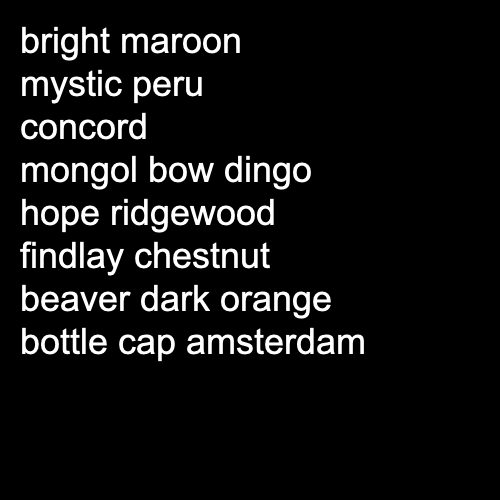 bright maroon
mystic peru
concord
mongol bow dingo
hope ridgewood
findlay chestnut
beaver dark orange
bottle cap amsterdam